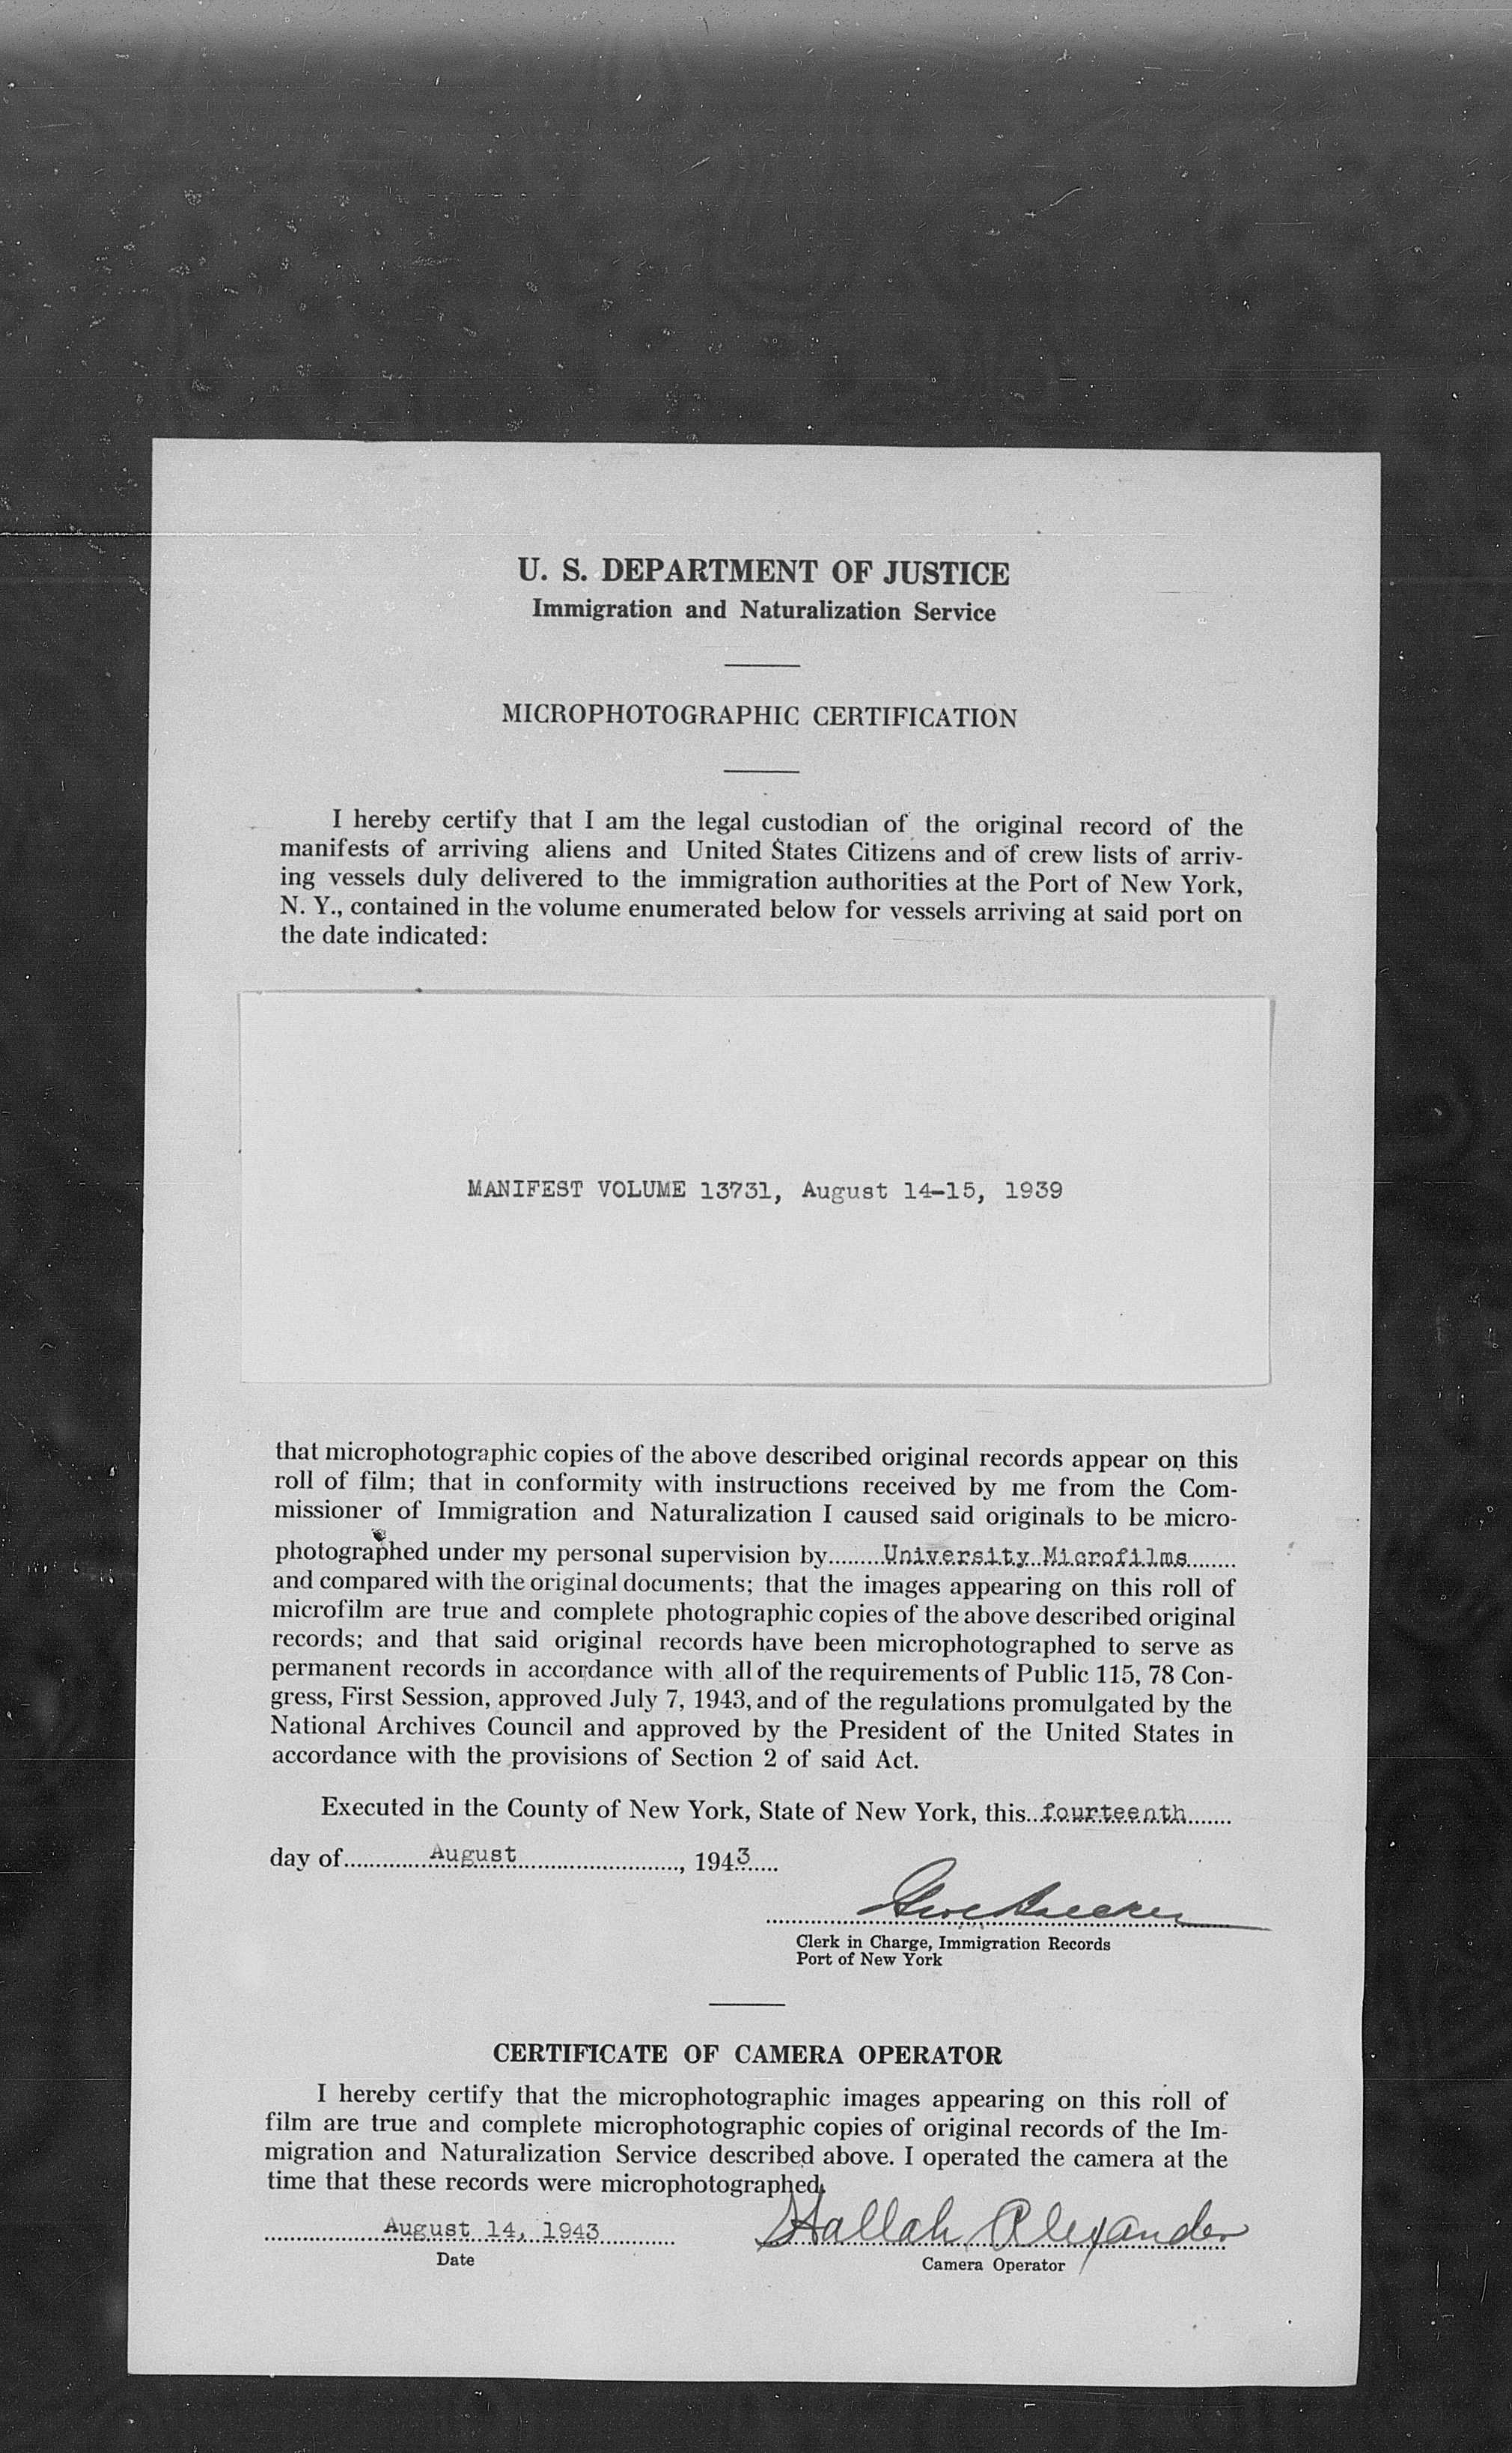 U. S. DEPARTMENT OF JUSTICE
Immigration and Naturalization Service
MICROPHOTOGRAPHIC CERTIFICATION
I hereby certify that I am the legal custodian of the original record of the
manifests of arriving aliens and United States Citizens and of crew lists of arriv-
ing vessels duly delivered to the immigration authorities at the Port of New York,
N. Y., contained in the volume enumerated below for vessels arriving at said port on
the date indicated:
MANIFEST VOLUME 13731, August 14-15, 1939
that microphotographic copies of the above described original records appear on this
roll of film; that in conformity with instructions received by me from the Com-
missioner of Immigration and Naturalization I caused said originals to be micro-
photographed under my personal supervision by University Microfilms
and compared with the original documents; that the images appearing on this roll of
microfilm are true and complete photographic copies of the above described original
records; and that said original records have been microphotographed to serve as
permanent records in accordance with all of the requirements of Public 115, 78 Con-
gress, First Session, approved July 7, 1943, and of the regulations promulgated by the
National Archives Council and approved by the President of the United States in
accordance with the provisions of Section 2 of said Act.
Executed in the County of New York, State of New York, this fourteenth
day of August, 1943
Clerk in Charge, Immigration Records
Port of New York
CERTIFICATE OF CAMERA OPERATOR
I hereby certify that the microphotographic images appearing on this roll of
film are true and complete microphotographic copies of original records of the Im-
migration and Naturalization Service described above. I operated the camera at the
time that these records were microphotographed.
August 14, 1943 Hallah Alexander
Date Camera Operator